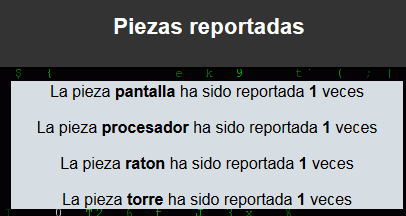 Piezas reportadas
$ { e k 9 t ( ; |
La pieza pantalla ha sido reportada 1 veces
La pieza procesador ha sido reportada 1 veces
La pieza raton ha sido reportada 1 veces
La pieza torre ha sido reportada 1 veces